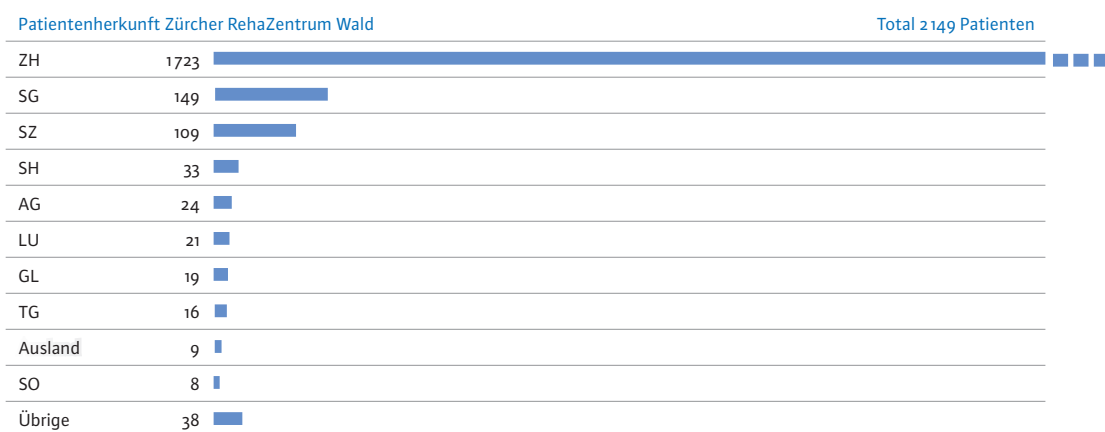 Patientenherkunft Zürcher RehaZentrum Wald Total 2149 Patienten
ZH 1723
SG 149
SZ 109
SH 33
AG 24
LU 21
GL 19
TG 16
Ausland 9
SO 8
Übrige 38